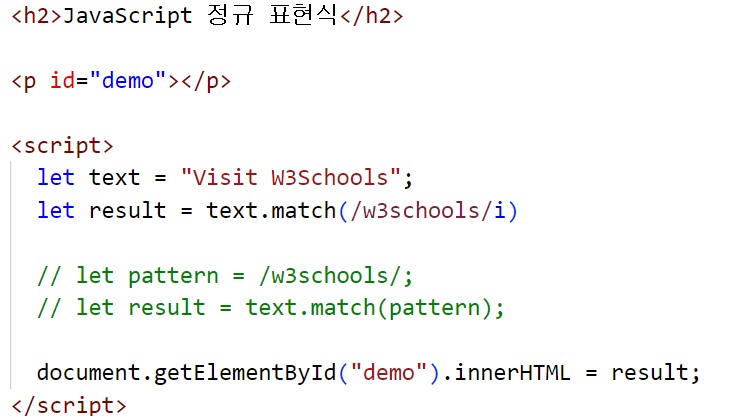 <h2>JavaScript 정규 표현식</h2>
<p id="demo"></p>
<script>
let text = "Visit W3Schools";
let result = text.match(/w3schools/i)
// let pattern = /w3schools/;
// let result = text.match(pattern);
document.getElementById("demo").innerHTML = result;
</script>